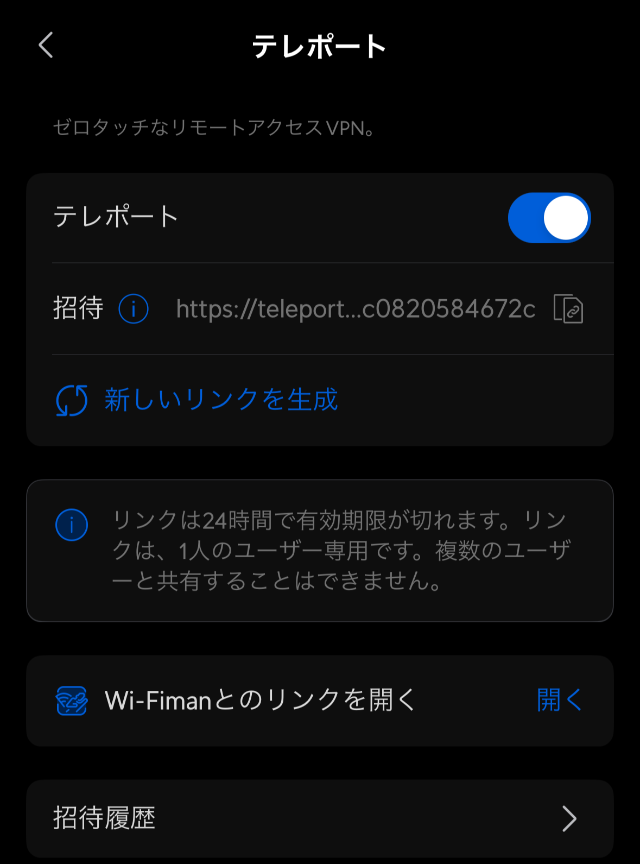 テレポート
ゼロタッチなリモートアクセスVPN。
テレポート
招待 https://teleport...c0820584672c
新しいリンクを生成
リンクは24時間で有効期限が切れます。リン
クは、1人のユーザー専用です。複数のユーザ
ーと共有することはできません。
Wi-Fimanとのリンクを開く 開く
招待履歴